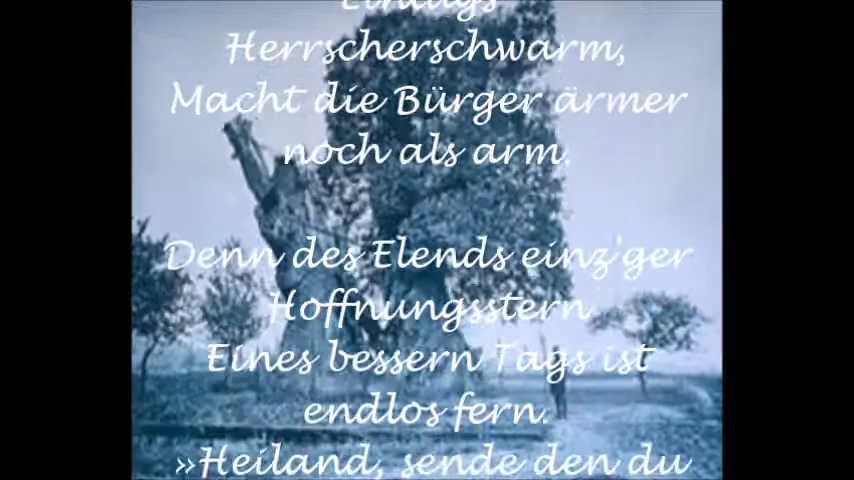 Eintags
Herrscherschwarm,
Macht die Bürger ärmer
noch als arm.
Denn des Elends einz'ger
Hoffnungsstern
Eines bessern Tags ist
endlos fern.
»Heiland, sende den du